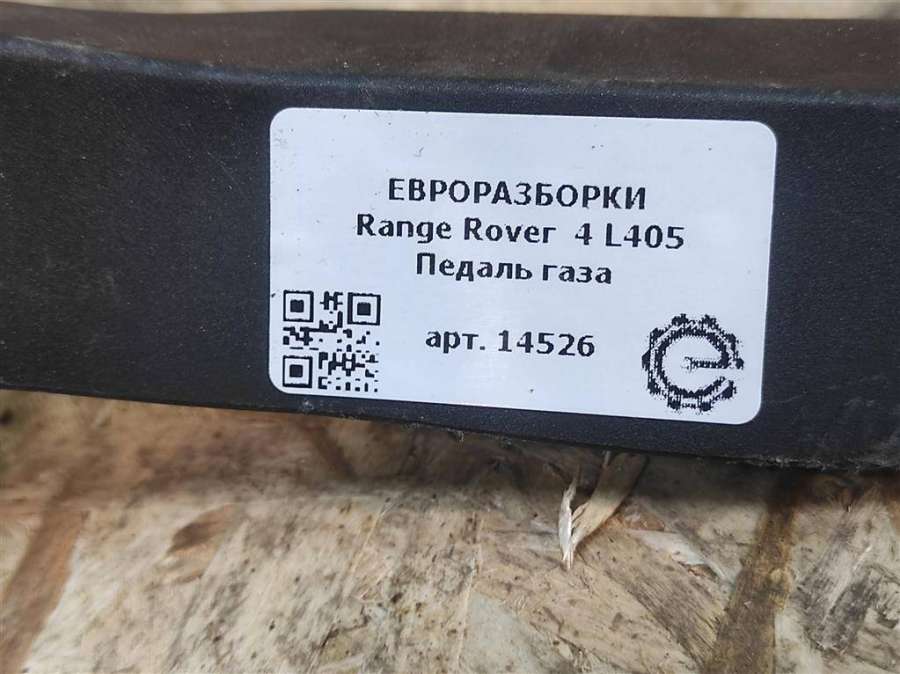 ЕВРОРАЗБОРКИ
Range Rover 4 L405
Педаль газа
арт. 14526